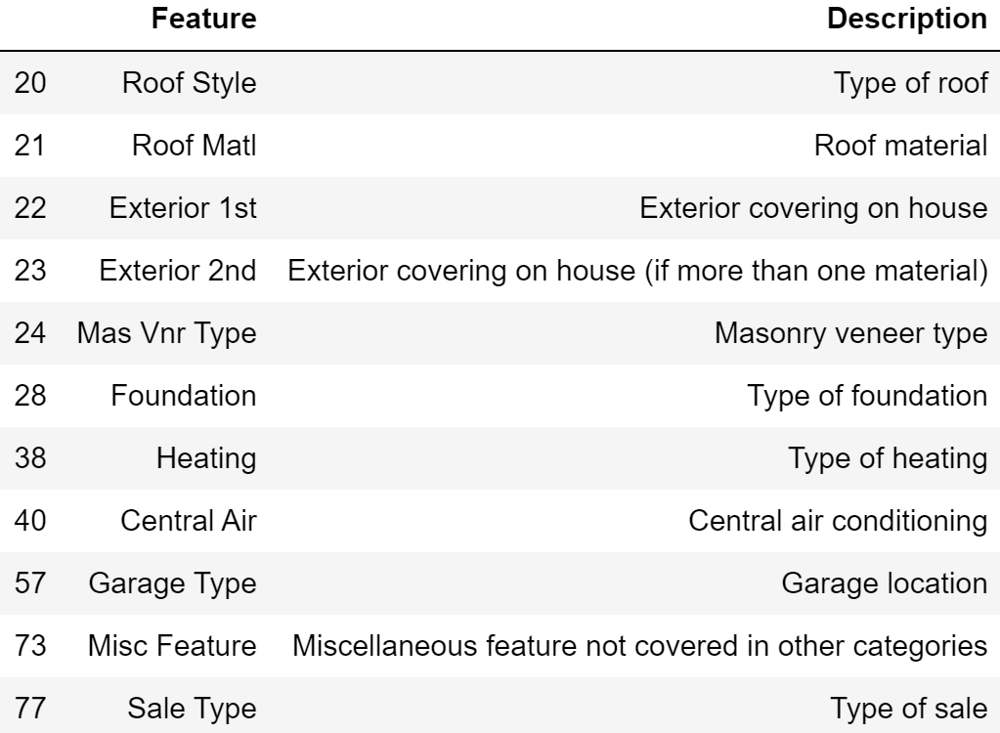 Feature Description
20 Roof Style Type of roof
21 Roof Matl Roof material
22 Exterior 1st Exterior covering on house
23 Exterior 2nd Exterior covering on house (if more than one material)
24 Mas Vnr Type Masonry veneer type
28 Foundation Type of foundation
38 Heating Type of heating
40 Central Air Central air conditioning
57 Garage Type Garage location
73 Misc Feature Miscellaneous feature not covered in other categories
77 Sale Type Type of sale